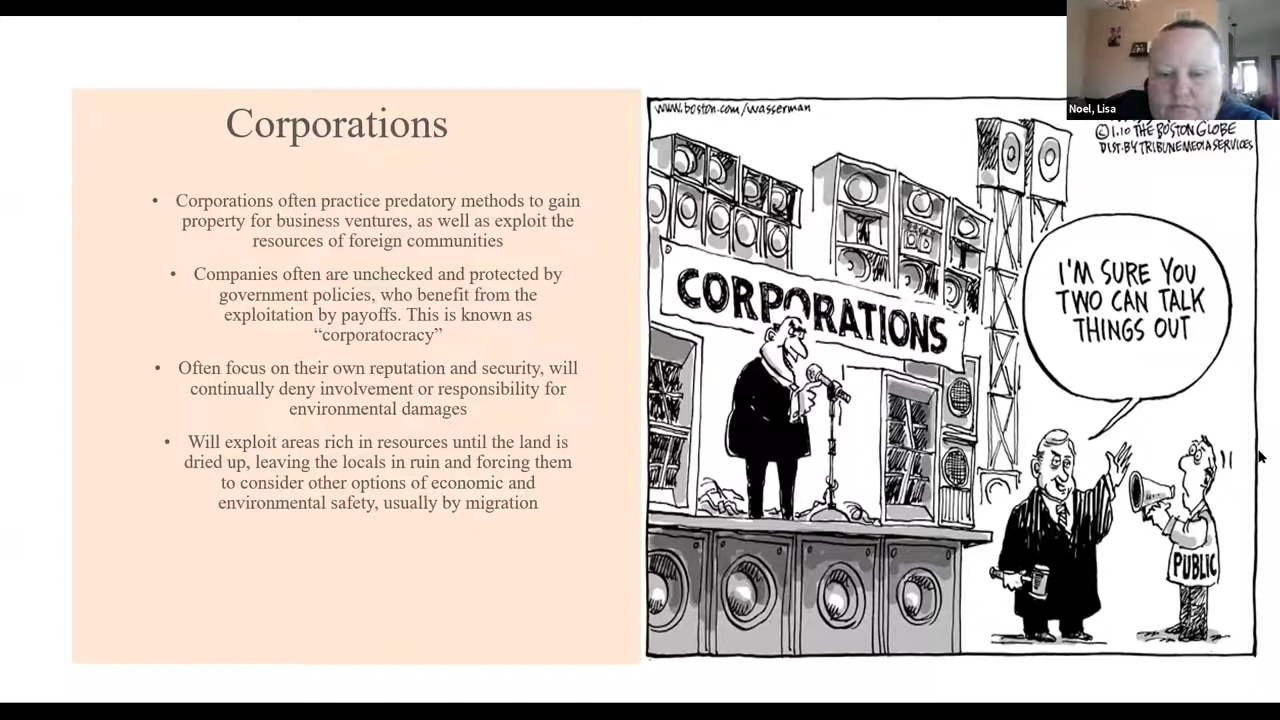 Corporations
• Corporations often practice predatory methods to gain
property for business ventures, as well as exploit the
resources of foreign communities
• Companies often are unchecked and protected by
government policies, who benefit from the
exploitation by payoffs. This is known as
“corporatocracy”
• Often focus on their own reputation and security, will
continually deny involvement or responsibility for
environmental damages
• Will exploit areas rich in resources until the land is
dried up, leaving the locals in ruin and forcing them
to consider other options of economic and
environmental safety, usually by migration
www.boston.com/wasserman
Noel, Lisa
©1.10 THE BOSTON GLOBE
DIST. BY TRIBUNE MEDIA SERVICES
CORPORATIONS
I'M SURE YOU
TWO CAN TALK
THINGS OUT
PUBLIC